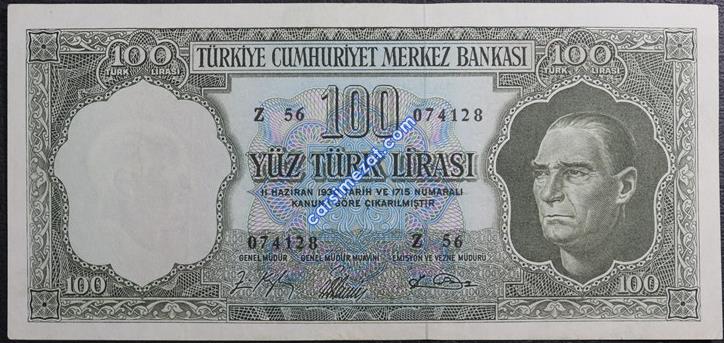 100 TÜRK LİRASI
TÜRKİYE CUMHURİYET MERKEZ BANKASI
100 TÜRK LİRASI
Z 56 100 074128
carsimezat.com
YÜZ TÜRK LİRASI
11 HAZİRAN 193 TARİH VE 1715 NUMARALI
KANUNA GÖRE ÇIKARILMIŞTIR
074128 Z 56
GENEL MÜDÜR GENEL MÜDÜR MUAVİNİ EMİSYON VE VEZNE MÜDÜRÜ
100 100